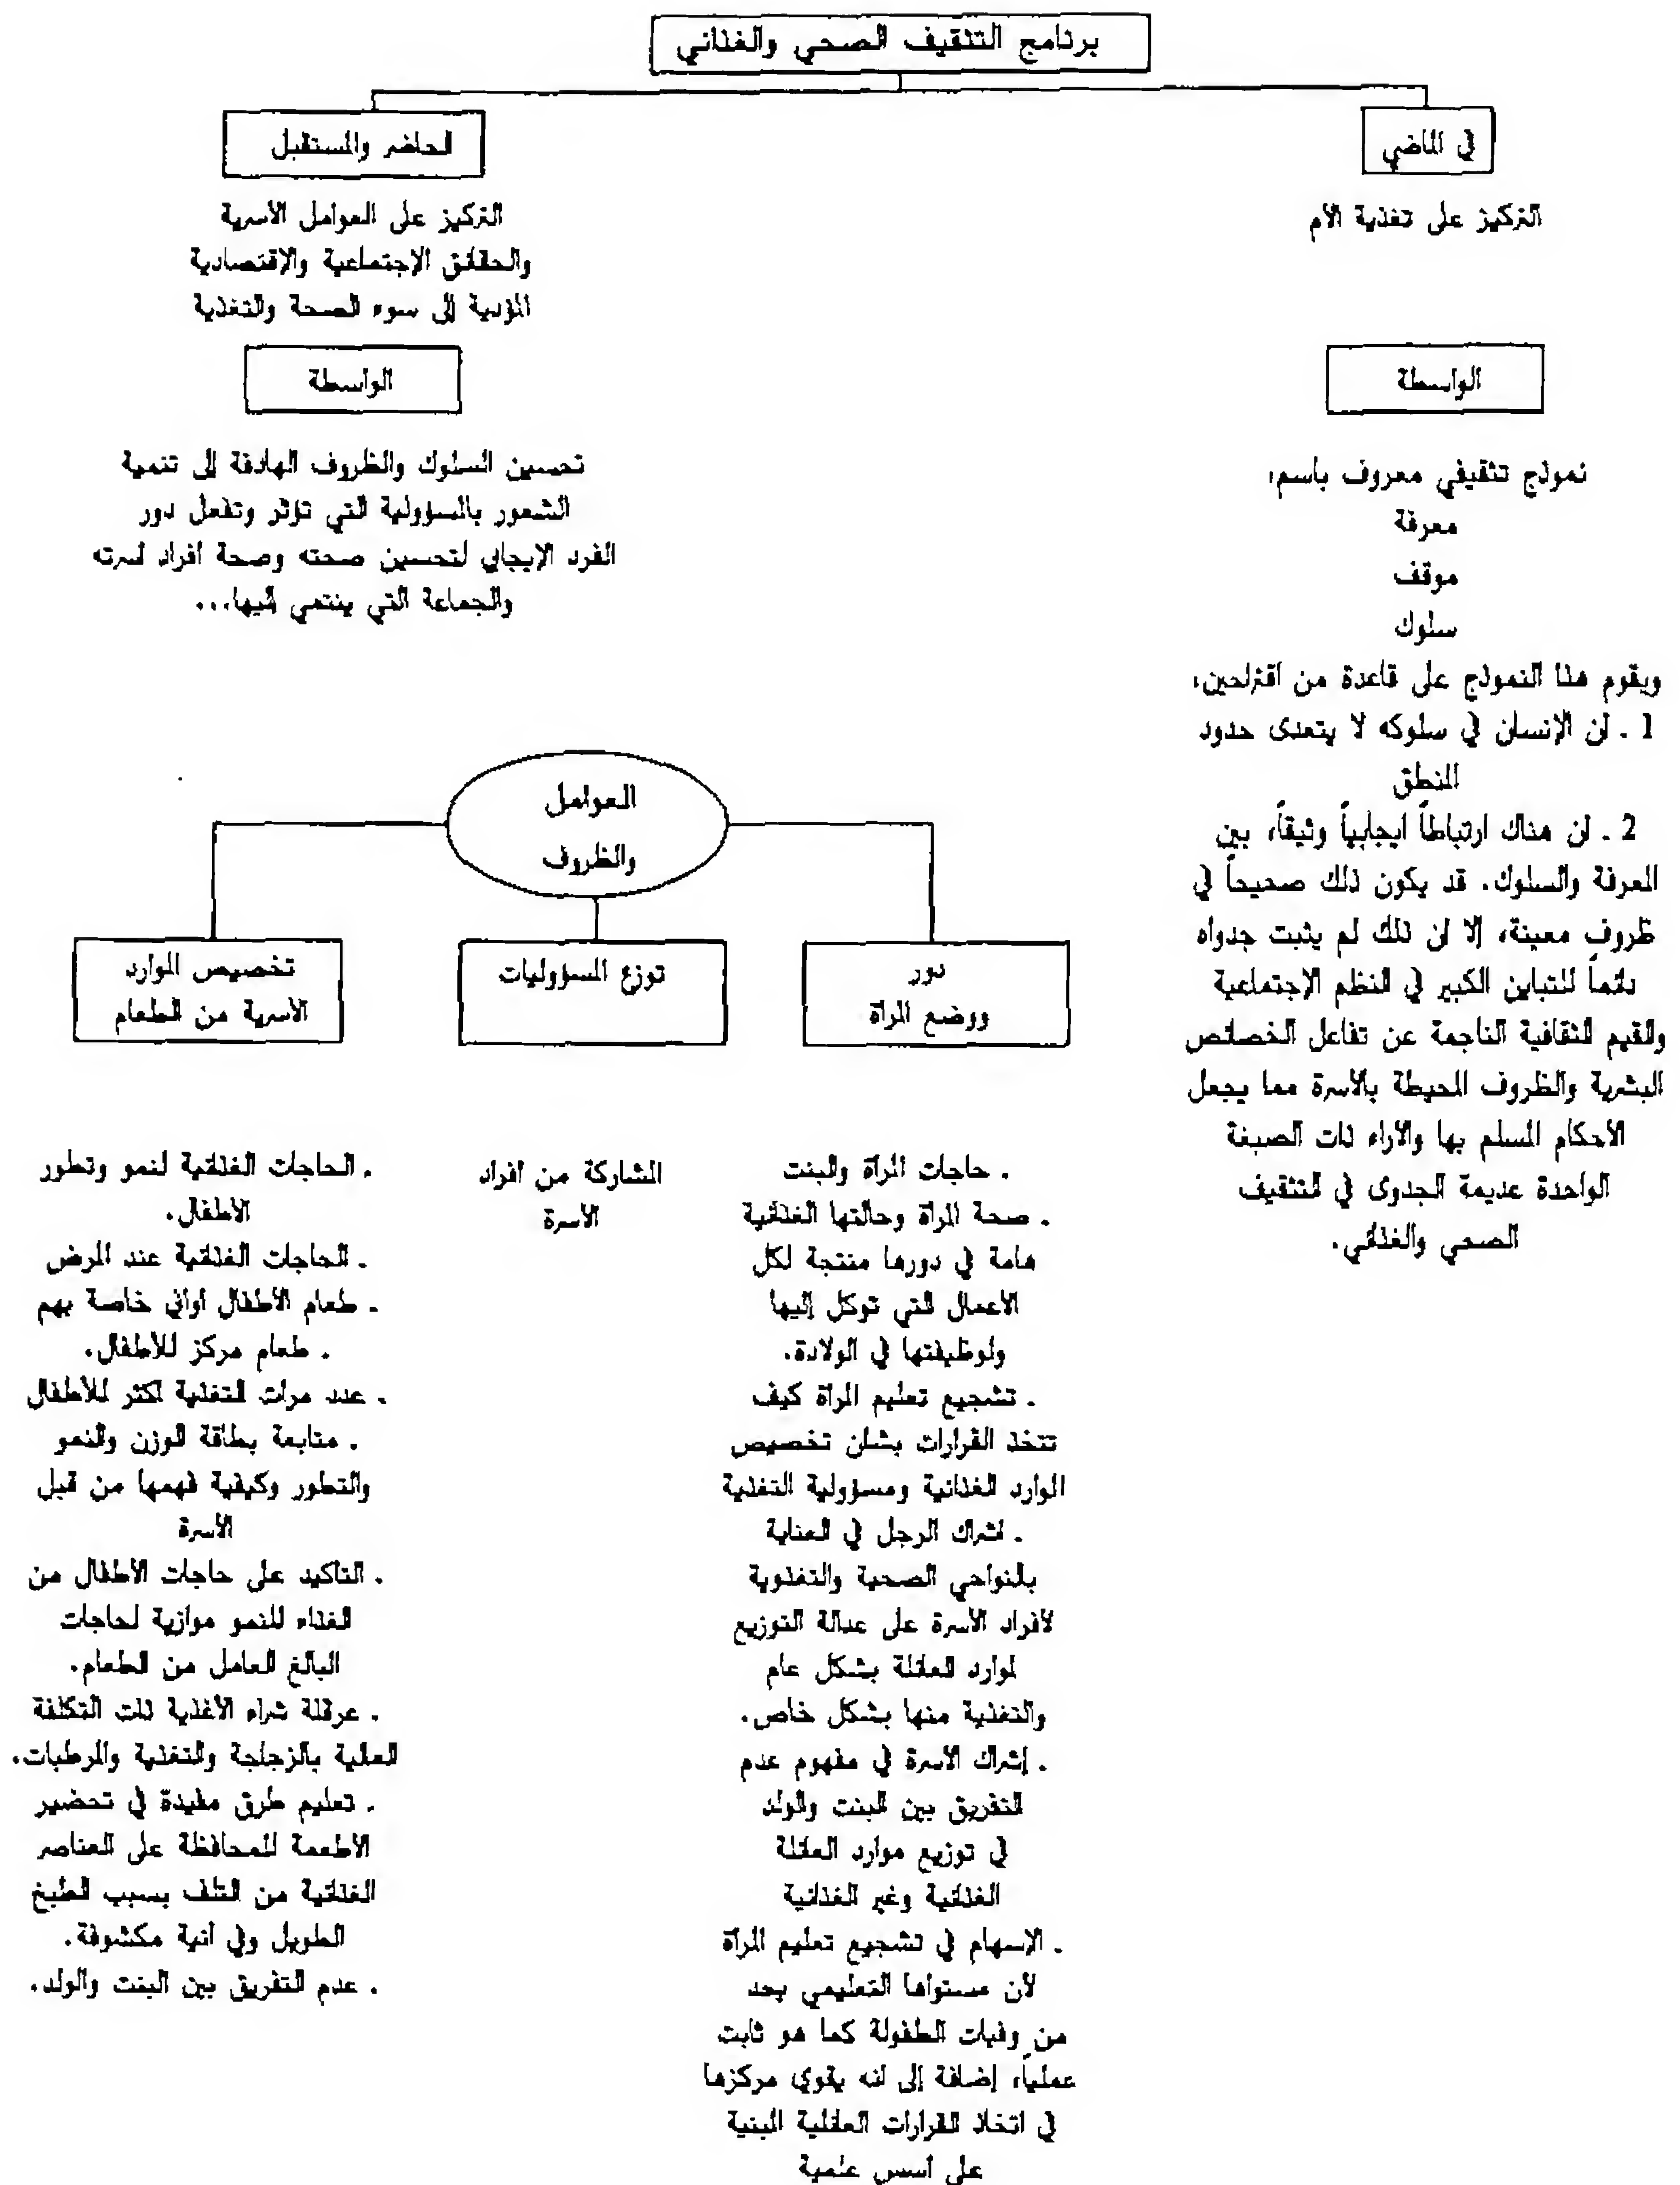 برنامج التثقيف الصحي والغذائي
في الماضي
التركيز على تغذية الأم
الواسطة
نموذج تثقيفي معروف باسم:
معرفة
موقف
سلوك
ويقوم هذا النموذج على قاعدة من اقتراحين،
1 . أن الإنسان في سلوكه لا يتعدى حدود
المنطق
2 . أن هناك ارتباطاً ايجابياً وثيقاً، بين
المعرفة والسلوك. قد يكون ذلك صحيحاً في
ظروف معينة، إلا ان ذلك لم يثبت جدواه
دائماً للتباين الكبير في النظم الإجتماعية
والقيم الثقافية الناجمة عن تفاعل الخصائص
البشرية والظروف المحيطة بالأسرة مما يجعل
الأحكام المسلم بها والآراء ذات الصبغة
الواحدة عديمة الجدوى في التثقيف
الصحي والغذائي.
الحاضر والمستقبل
التركيز على العوامل الأسرية
والحقائق الإجتماعية والإقتصادية
المؤدية إلى سوء الصحة والتغذية
الواسطة
تحسين السلوك والظروف الهادفة إلى تنمية
الشعور بالمسؤولية التي تؤثر وتفعل دور
الفرد الإيجابي لتحسين صحته وصحة أفراد أسرته
والجماعة التي ينتمي إليها...
العوامل
والظروف
دور
ووضع المرأة
. حاجات المرأة والبنت
. صحة المرأة وحالتها الغذائية
هامة في دورها منتجة لكل
الأعمال التي توكل إليها
ولوظيفتها في الولادة.
. تشجيع تعليم المرأة كيف
تتخذ القرارات بشأن تخصيص
الموارد الغذائية ومسؤولية التغذية
. اشراك الرجل في العناية
بالنواحي الصحية والتغذوية
لأفراد الأسرة على عدالة التوزيع
لموارد العائلة بشكل عام
والتغذية منها بشكل خاص.
. إشراك الأسرة في مفهوم عدم
التفريق بين البنت والولد
في توزيع موارد العائلة
الغذائية وغير الغذائية
. الإسهام في تشجيع تعليم المرأة
لأن مستواها التعليمي يحد
من وفيات الطفولة كما هو ثابت
عملياً، إضافة إلى انه يقوي مركزها
في اتخاذ القرارات العائلية المبنية
على أسس علمية
توزع المسؤوليات
المشاركة من أفراد
الأسرة
تخصيص الموارد
الأسرية من الطعام
. الحاجات الغذائية لنمو وتطور
الأطفال.
. الحاجات الغذائية عند المرض
. طعام الأطفال أواني خاصة بهم
. طعام مركز للأطفال.
. عدد مرات التغذية أكثر للأطفال
. متابعة بطاقة الوزن والنمو
والتطور وكيفية فهمها من قبل
الأسرة
. التأكيد على حاجات الأطفال من
الغذاء للنمو موازية لحاجات
البالغ العامل من الطعام.
. عرقلة شراء الأغذية ذات التكلفة
العالية بالزجاجة والتغذية والمرطبات.
. تعليم طرق مفيدة في تحضير
الأطعمة للمحافظة على العناصر
الغذائية من التلف بسبب الطبخ
الطويل وفي آنية مكشوفة.
. عدم التفريق بين البنت والولد.